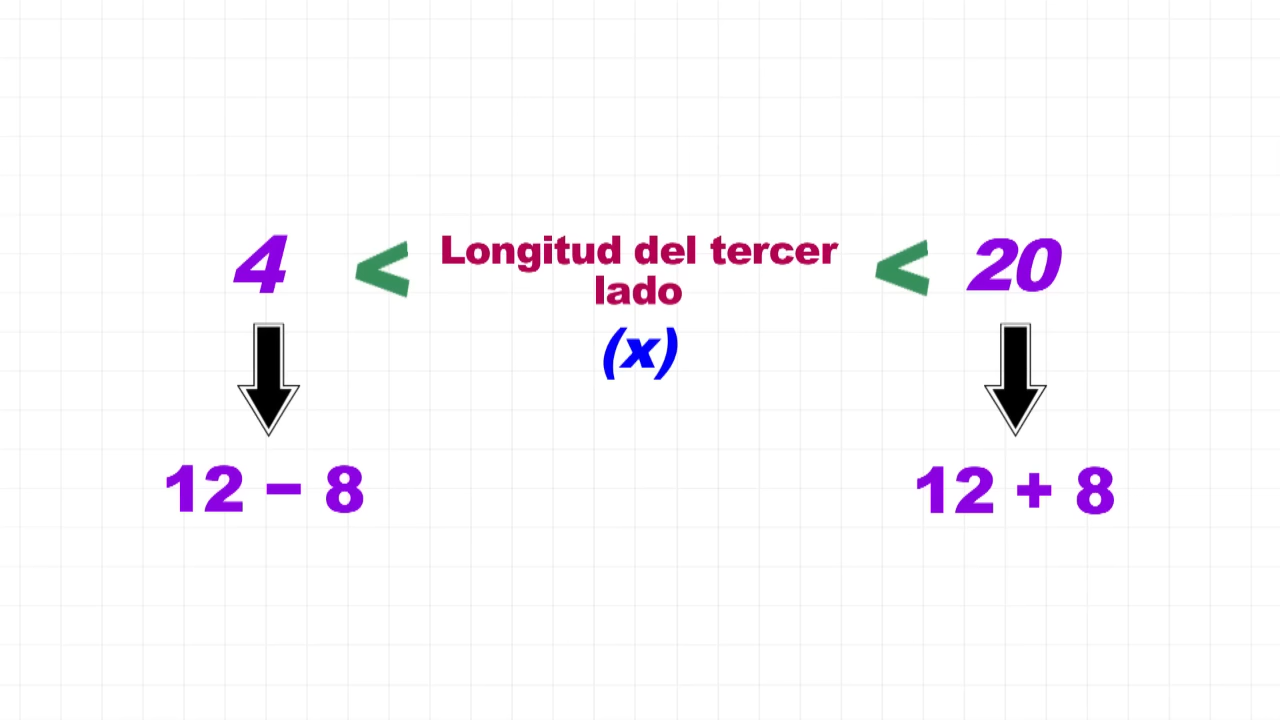 4 < Longitud del tercer < 20
lado
(x)
12 − 8 12 + 8